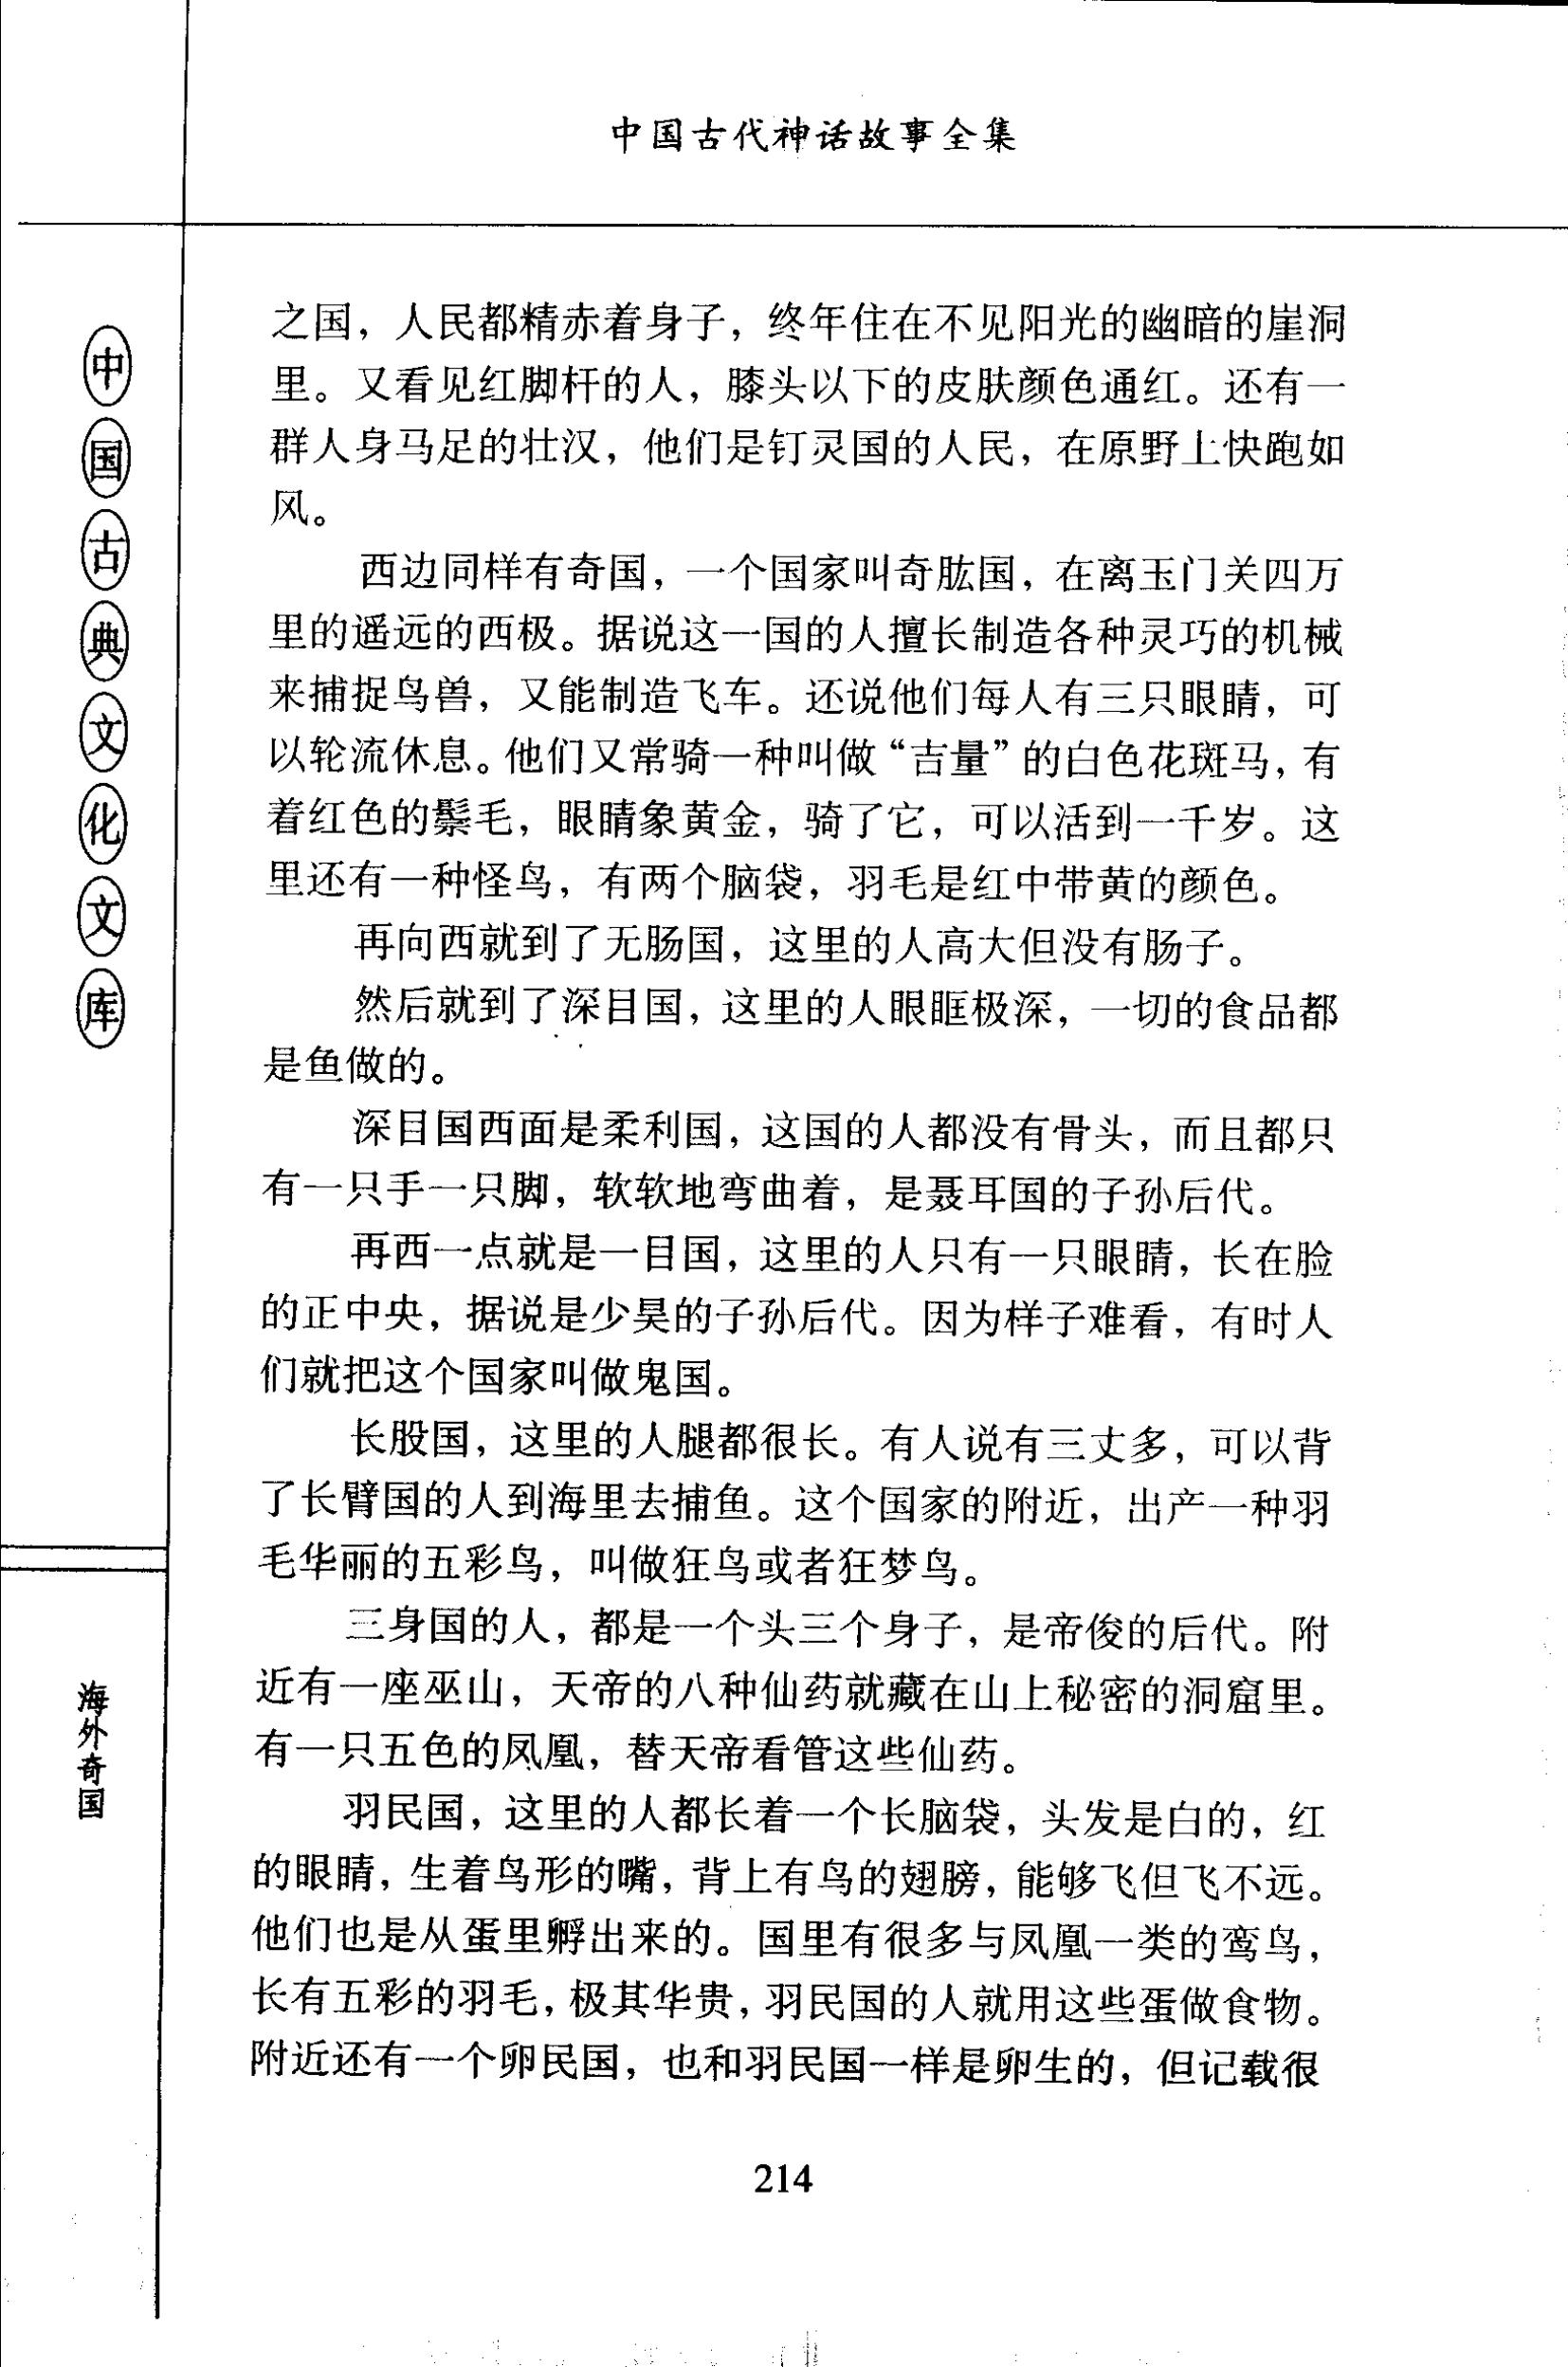 中国古代神话故事全集
中国古典文化文库
海外奇国
之国，人民都精赤着身子，终年住在不见阳光的幽暗的崖洞
里。又看见红脚杆的人，膝头以下的皮肤颜色通红。还有一
群人身马足的壮汉，他们是钉灵国的人民，在原野上快跑如
风。
西边同样有奇国，一个国家叫奇肱国，在离玉门关四万
里的遥远的西极。据说这一国的人擅长制造各种灵巧的机械
来捕捉鸟兽，又能制造飞车。还说他们每人有三只眼睛，可
以轮流休息。他们又常骑一种叫做“吉量”的白色花斑马，有
着红色的鬃毛，眼睛象黄金，骑了它，可以活到一千岁。这
里还有一种怪鸟，有两个脑袋，羽毛是红中带黄的颜色。
再向西就到了无肠国，这里的人高大但没有肠子。
然后就到了深目国，这里的人眼眶极深，一切的食品都
是鱼做的。
深目国西面是柔利国，这国的人都没有骨头，而且都只
有一只手一只脚，软软地弯曲着，是聂耳国的子孙后代。
再西一点就是一目国，这里的人只有一只眼睛，长在脸
的正中央，据说是少昊的子孙后代。因为样子难看，有时人
们就把这个国家叫做鬼国。
长股国，这里的人腿都很长。有人说有三丈多，可以背
了长臂国的人到海里去捕鱼。这个国家的附近，出产一种羽
毛华丽的五彩鸟，叫做狂鸟或者狂梦鸟。
三身国的人，都是一个头三个身子，是帝俊的后代。附
近有一座巫山，天帝的八种仙药就藏在山上秘密的洞窟里。
有一只五色的凤凰，替天帝看管这些仙药。
羽民国，这里的人都长着一个长脑袋，头发是白的，红
的眼睛，生着鸟形的嘴，背上有鸟的翅膀，能够飞但飞不远。
他们也是从蛋里孵出来的。国里有很多与凤凰一类的鸾鸟，
长有五彩的羽毛，极其华贵，羽民国的人就用这些蛋做食物。
附近还有一个卵民国，也和羽民国一样是卵生的，但记载很
214